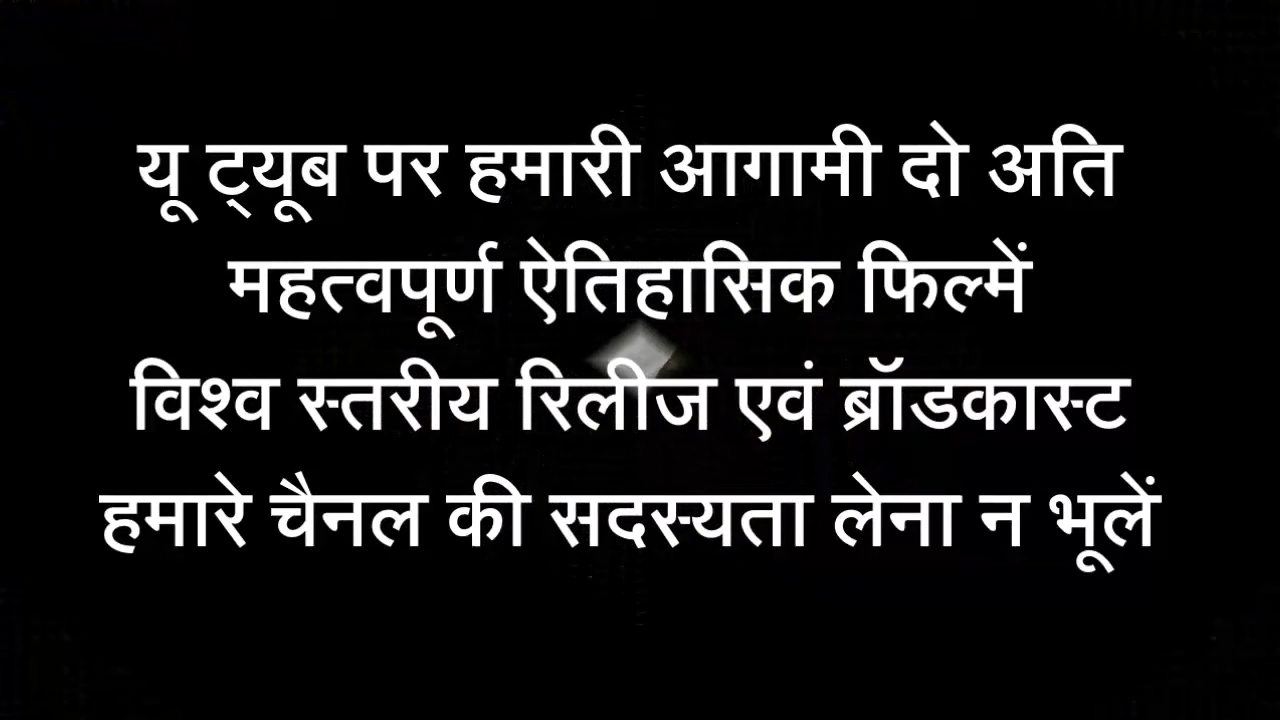 यू ट्यूब पर हमारी आगामी दो अति
महत्वपूर्ण ऐतिहासिक फिल्में
विश्व स्तरीय रिलीज एवं ब्रॉडकास्ट
हमारे चैनल की सदस्यता लेना न भूलें